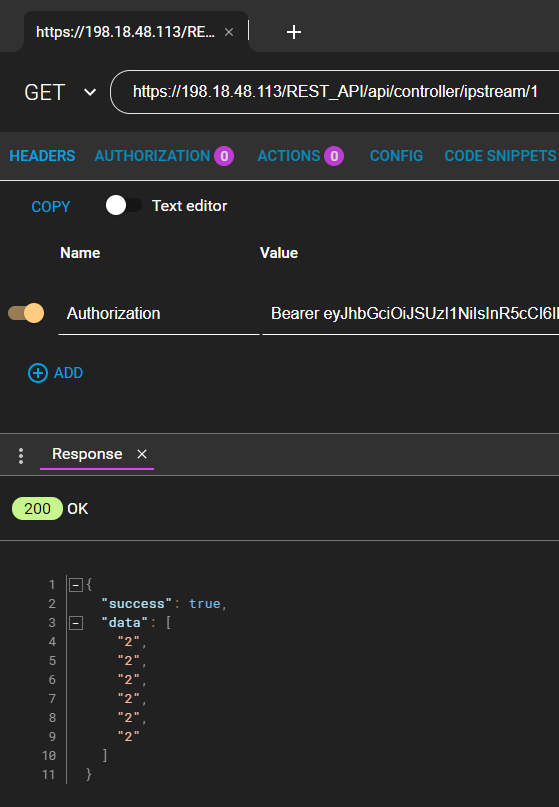 https://198.18.48.113/RE... ×
+
GET https://198.18.48.113/REST_API/api/controller/ipstream/1
HEADERS AUTHORIZATION 0 ACTIONS 0 CONFIG CODE SNIPPETS
COPY Text editor
Name Value
Authorization Bearer eyJhbGciOiJSUzI1NiIsInR5cCI6Il
ADD
Response ×
200 OK
1 {
2 "success": true,
3 "data": [
4 "2",
5 "2",
6 "2",
7 "2",
8 "2",
9 "2"
10 ]
11 }